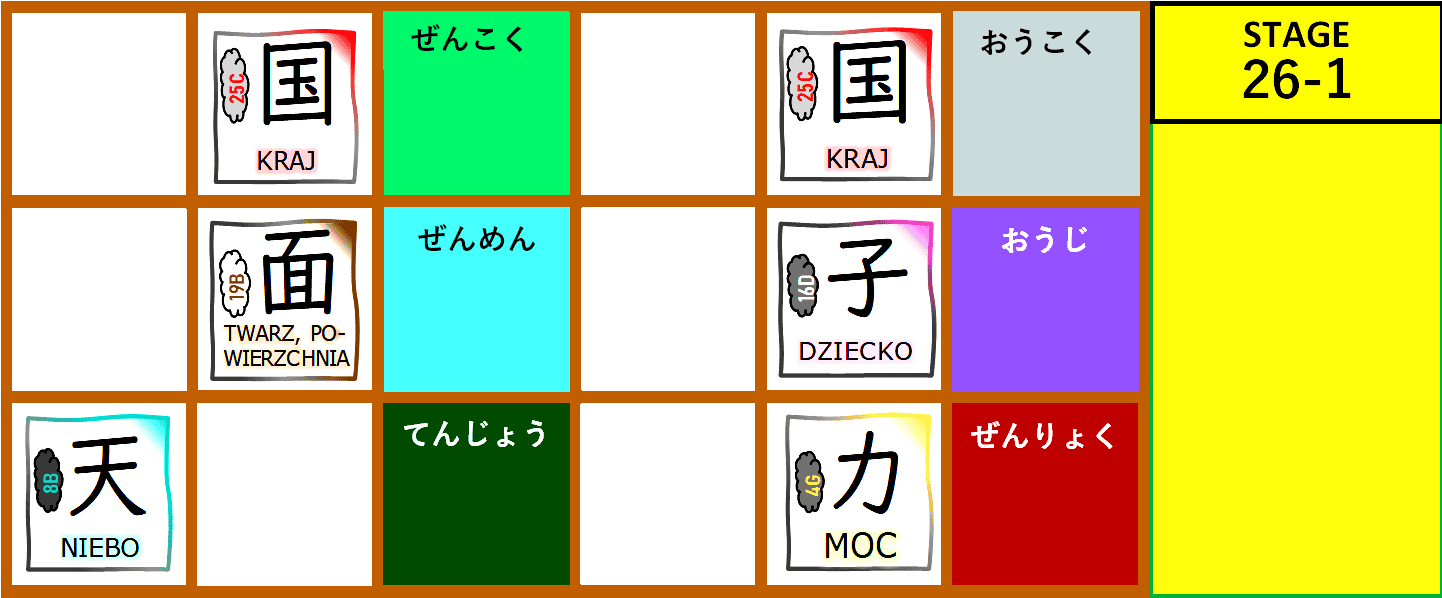 25C
国
KRAJ
ぜんこく
25C
国
KRAJ
おうこく
STAGE
26-1
19B
面
TWARZ, PO-
WIERZCHNIA
ぜんめん
16D
子
DZIECKO
おうじ
8B
天
NIEBO
てんじょう
4G
力
MOC
ぜんりょく